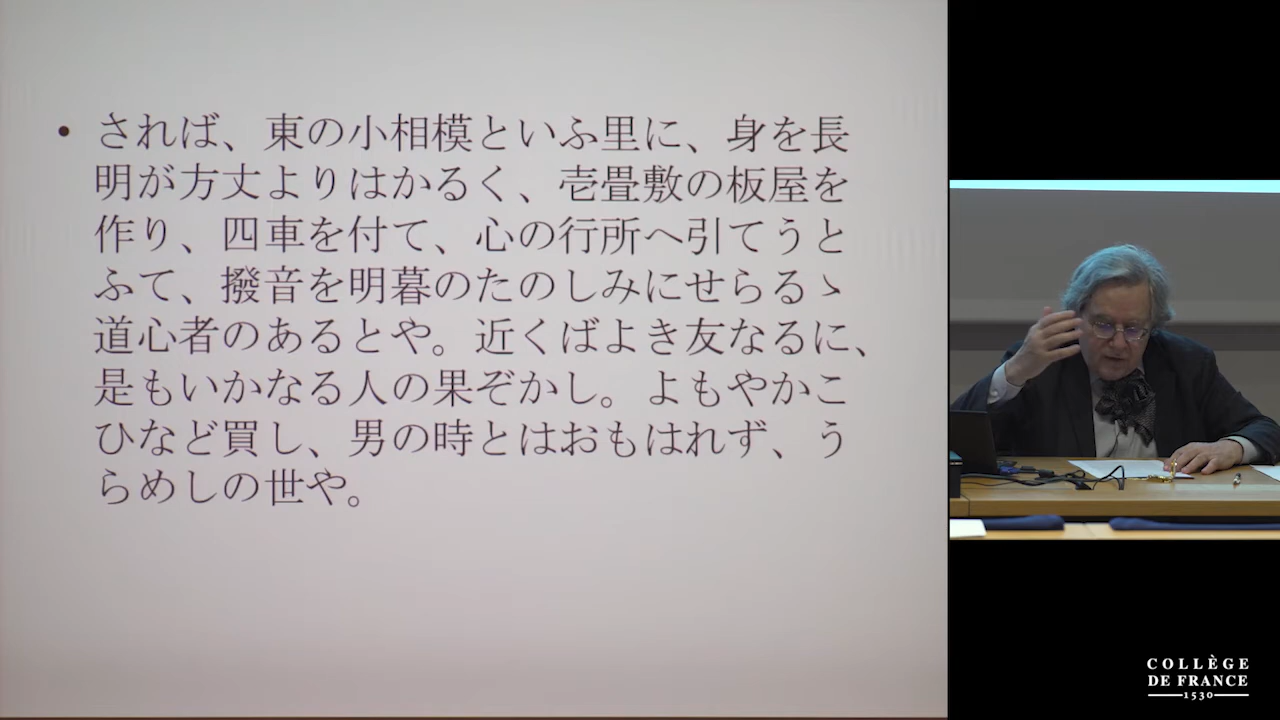 • されば、東の小相模といふ里に、身を長
明が方丈よりはかるく、壱畳敷の板屋を
作り、四車を付て、心の行所へ引てうと
ふて、撥音を明暮のたのしみにせらるゝ
道心者のあるとや。近くばよき友なるに、
是もいかなる人の果ぞかし。よもやかこ
ひなど買し、男の時とはおもはれず、う
らめしの世や。
COLLÈGE
DE FRANCE
1530